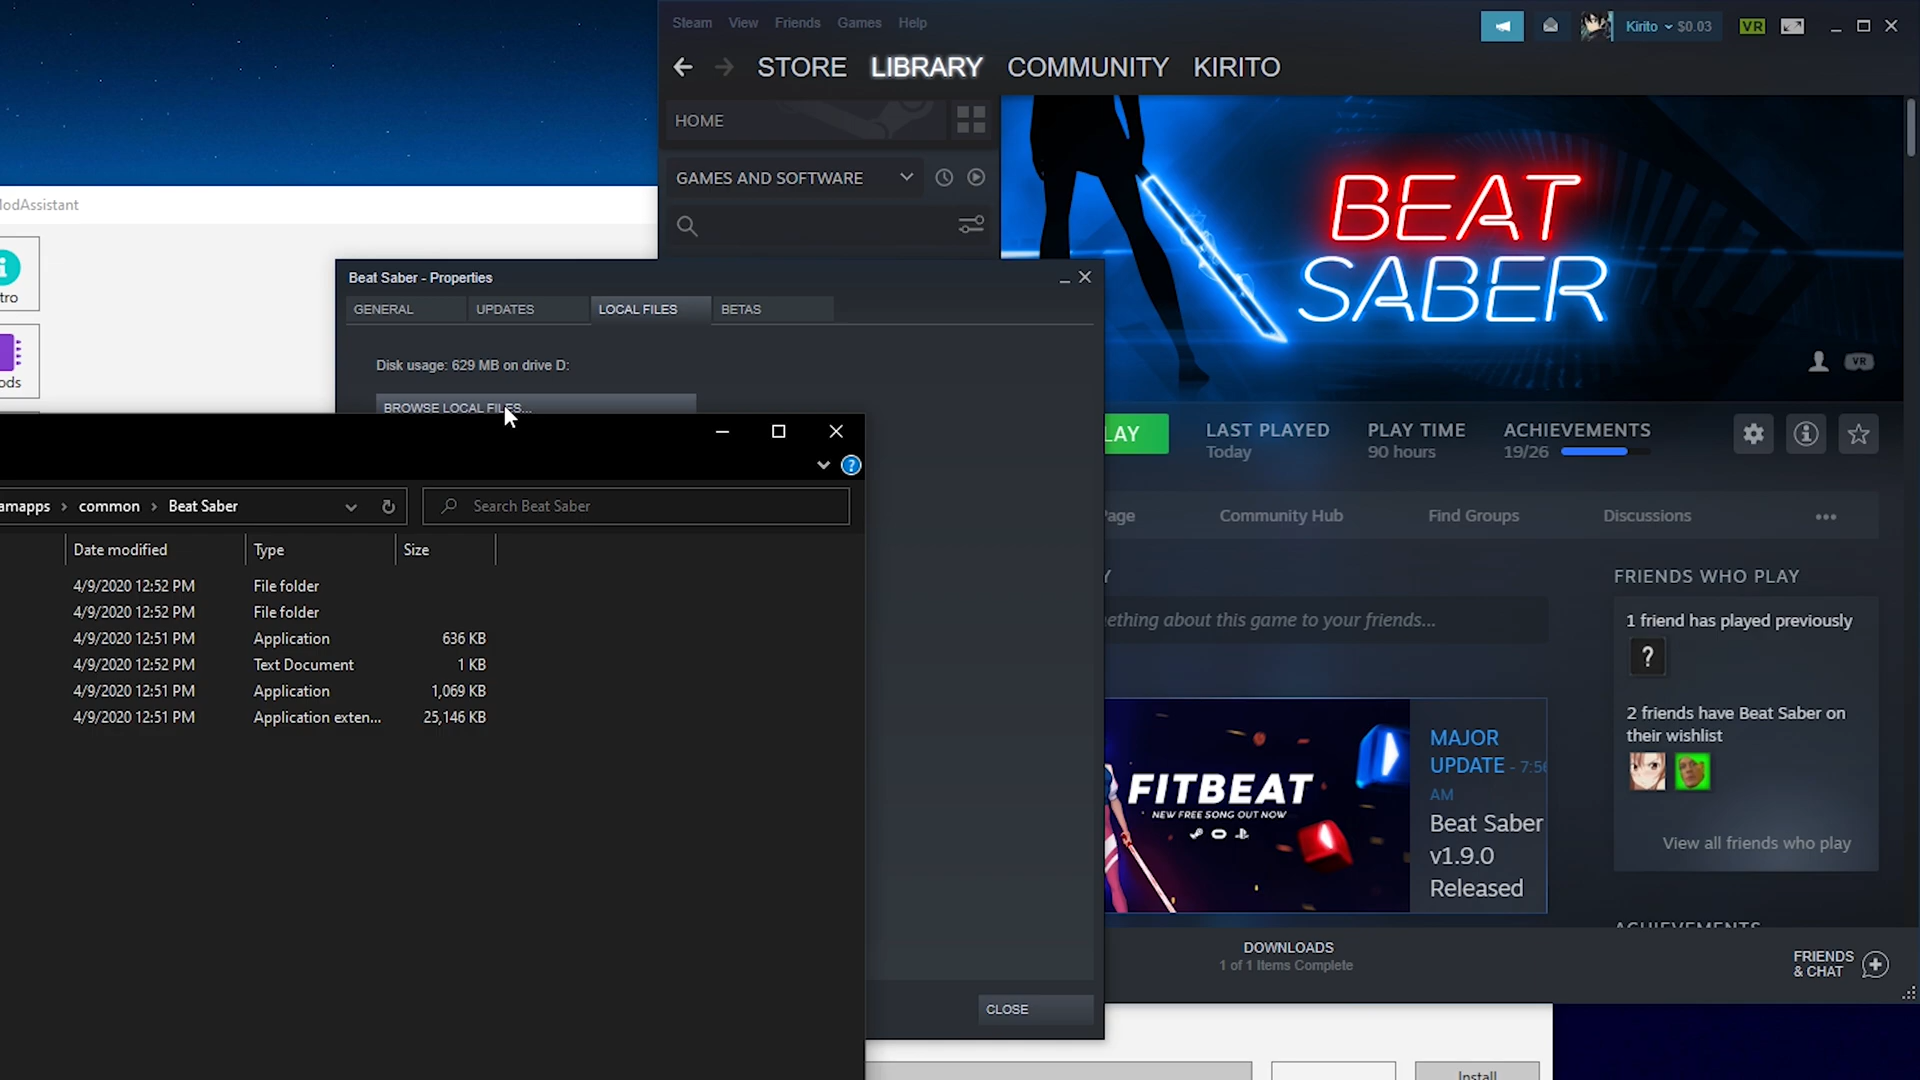 Steam View Friends Games Help
Kirito $0.03
VR
STORE LIBRARY COMMUNITY KIRITO
HOME
GAMES AND SOFTWARE
BEAT
SABER
VR
odAssistant
tro
ods
Beat Saber - Properties
GENERAL UPDATES LOCAL FILES BETAS
Disk usage: 629 MB on drive D:
BROWSE LOCAL FILES...
amapps > common > Beat Saber
Search Beat Saber
Date modified Type Size
4/9/2020 12:52 PM File folder
4/9/2020 12:52 PM File folder
4/9/2020 12:51 PM Application 636 KB
4/9/2020 12:52 PM Text Document 1 KB
4/9/2020 12:51 PM Application 1,069 KB
4/9/2020 12:51 PM Application exten... 25,146 KB
CLOSE
LAY
LAST PLAYED
Today
PLAY TIME
90 hours
ACHIEVEMENTS
19/26
Page Community Hub Find Groups Discussions
Y
ething about this game to your friends...
FRIENDS WHO PLAY
1 friend has played previously
?
2 friends have Beat Saber on
their wishlist
View all friends who play
FITBEAT
NEW FREE SONG OUT NOW
MAJOR
UPDATE - 7:56
AM
Beat Saber
v1.9.0
Released
ACHIEVEMENTS
DOWNLOADS
1 of 1 Items Complete
FRIENDS
& CHAT
Install